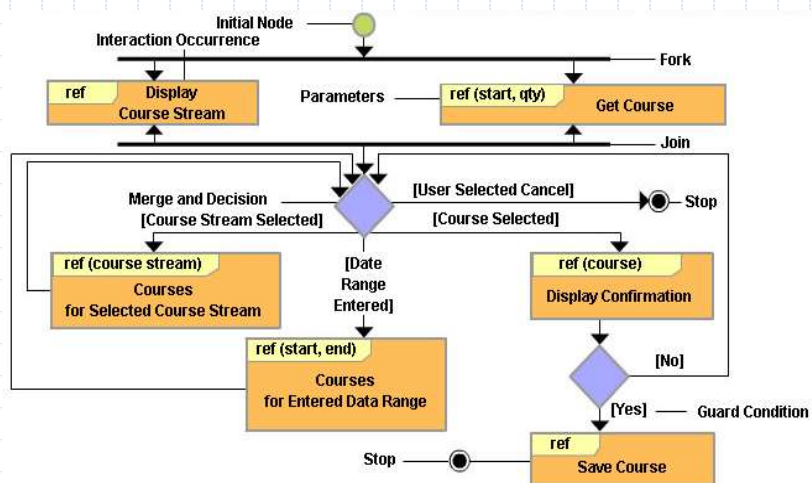 Initial Node
Interaction Occurrence
Fork
ref
Display
Course Stream
Parameters
ref (start, qty)
Get Course
Join
Merge and Decision
[User Selected Cancel]
Stop
[Course Stream Selected]
[Course Selected]
ref (course stream)
Courses
for Selected Course Stream
[Date
Range
Entered]
ref (course)
Display Confirmation
ref (start, end)
Courses
for Entered Data Range
[No]
[Yes]
Guard Condition
Stop
ref
Save Course